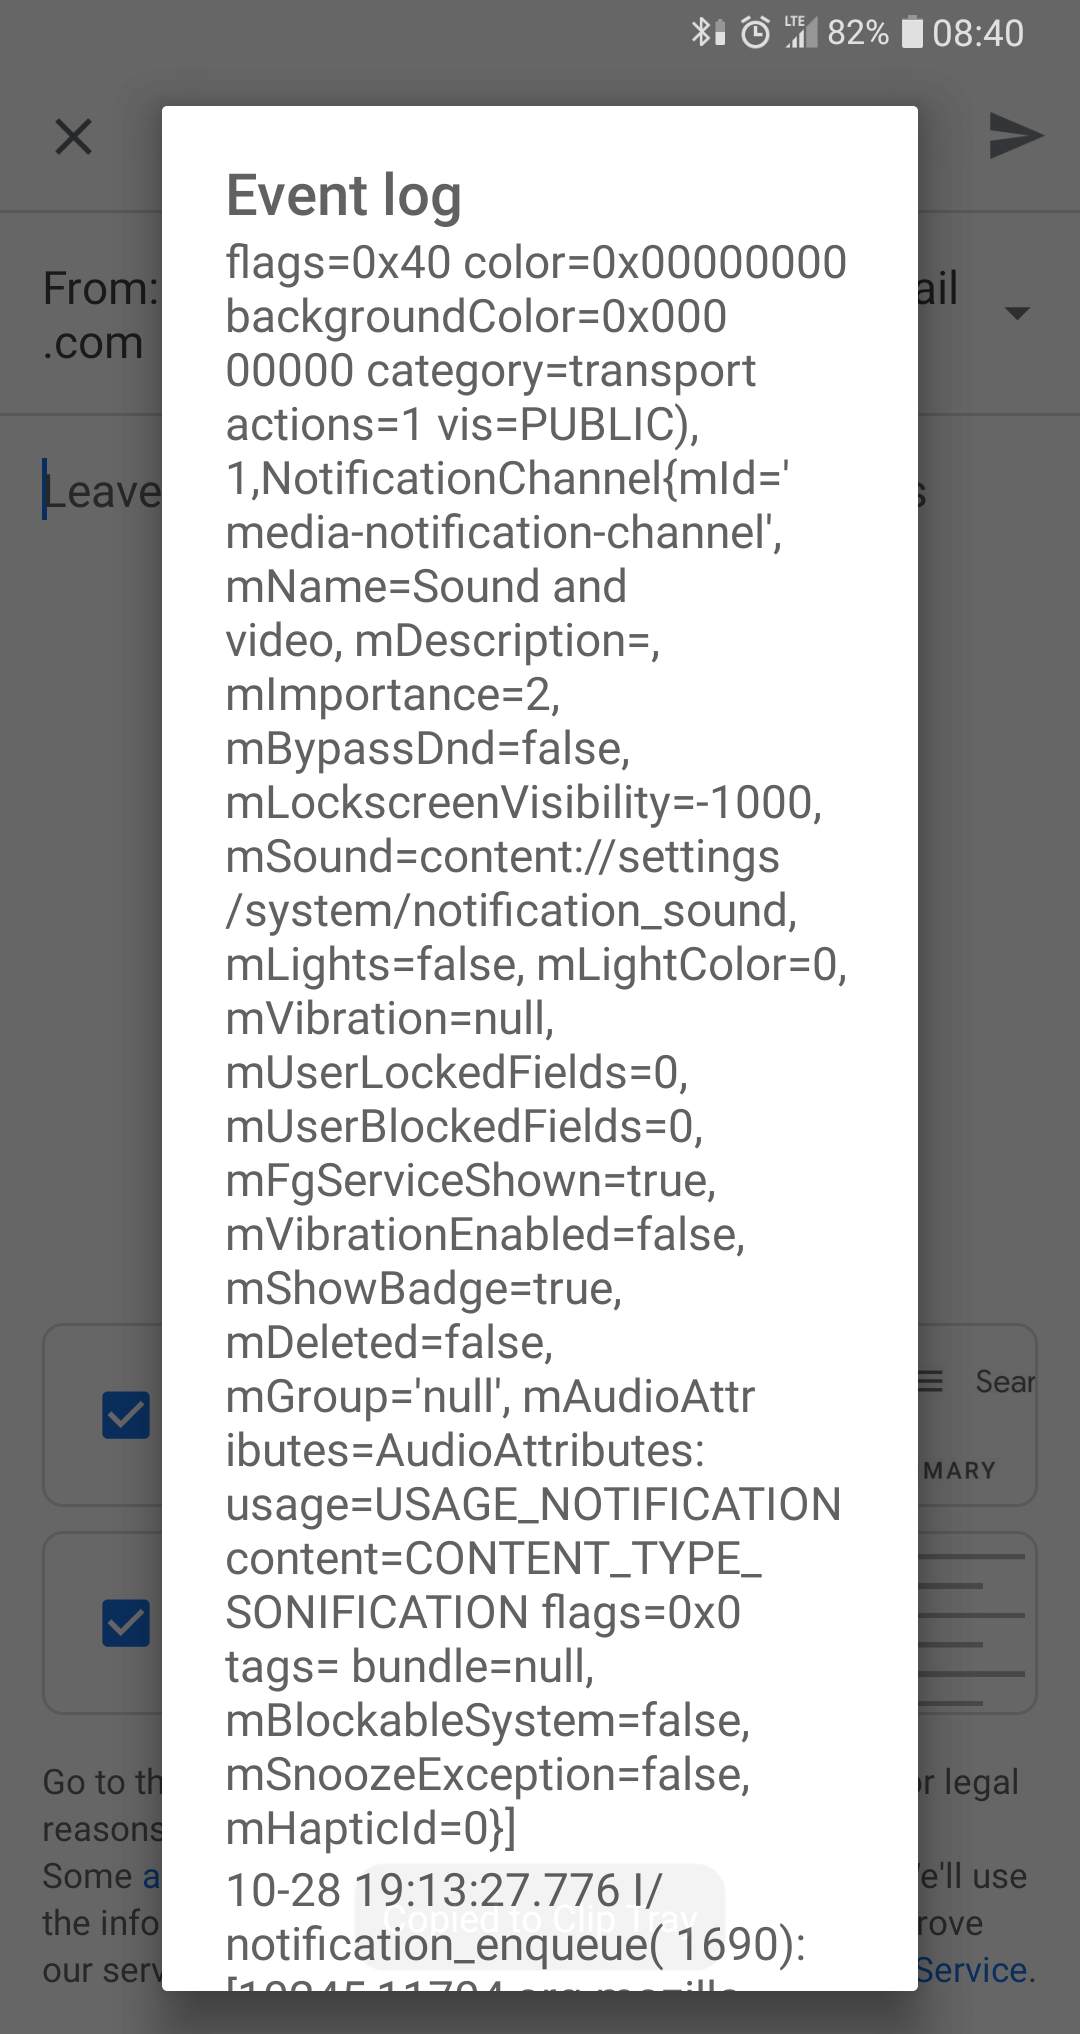 LTE 82% 08:40
Event log
flags=0x40 color=0x00000000
From:
ail
backgroundColor=0x000
.com
00000 category=transport
actions=1 vis=PUBLIC),
1,NotificationChannel{mId='
Leave
s
media-notification-channel',
mName=Sound and
video, mDescription=,
mImportance=2,
mBypassDnd=false,
mLockscreenVisibility=-1000,
mSound=content://settings
/system/notification_sound,
mLights=false, mLightColor=0,
mVibration=null,
mUserLockedFields=0,
mUserBlockedFields=0,
mFgServiceShown=true,
mVibrationEnabled=false,
mShowBadge=true,
mDeleted=false,
mGroup='null', mAudioAttr
Sear
ibutes=AudioAttributes:
MARY
usage=USAGE_NOTIFICATION
content=CONTENT_TYPE_
SONIFICATION flags=0x0
tags= bundle=null,
mBlockableSystem=false,
mSnoozeException=false,
Go to th
or legal
reasons
mHapticId=0}]
Some a
e'll use
10-28 19:13:27.776 I/
Copied to Clip Tray
the info
rove
notification_enqueue( 1690):
our serv
Service.